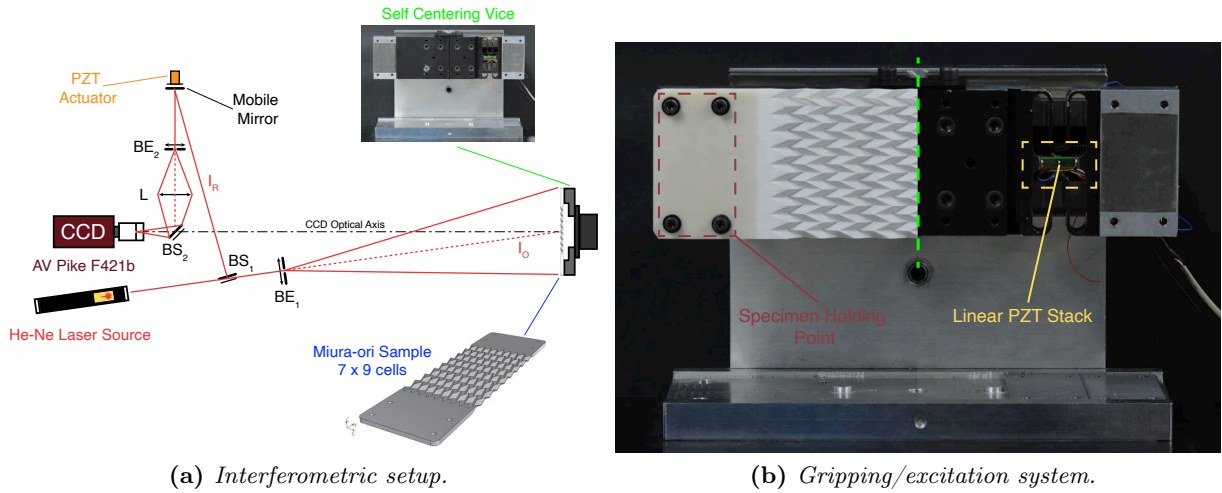 Self Centering Vice
PZT
Actuator
Mobile
Mirror
BE2
L
IR
CCD
CCD Optical Axis
BS2
AV Pike F421b
BS1
IO
BE1
He-Ne Laser Source
Miura-ori Sample
7 x 9 cells
Specimen Holding
Point
Linear PZT Stack
(a) Interferometric setup.
(b) Gripping/excitation system.